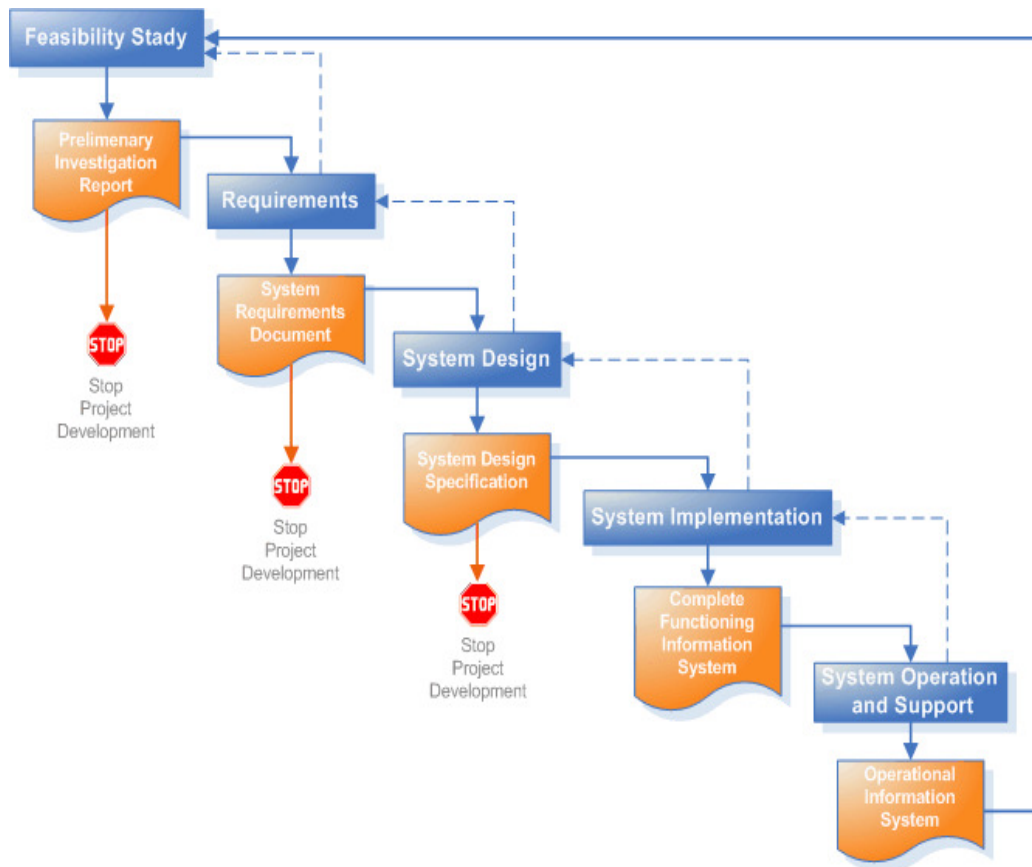 Feasibility Stady
Prelimenary
Investigation
Report
Requirements
STOP
Stop
Project
Development
System
Requirements
Document
System Design
STOP
Stop
Project
Development
System Design
Specification
System Implementation
STOP
Stop
Project
Development
Complete
Functioning
Information
System
System Operation
and Support
Operational
Information
System